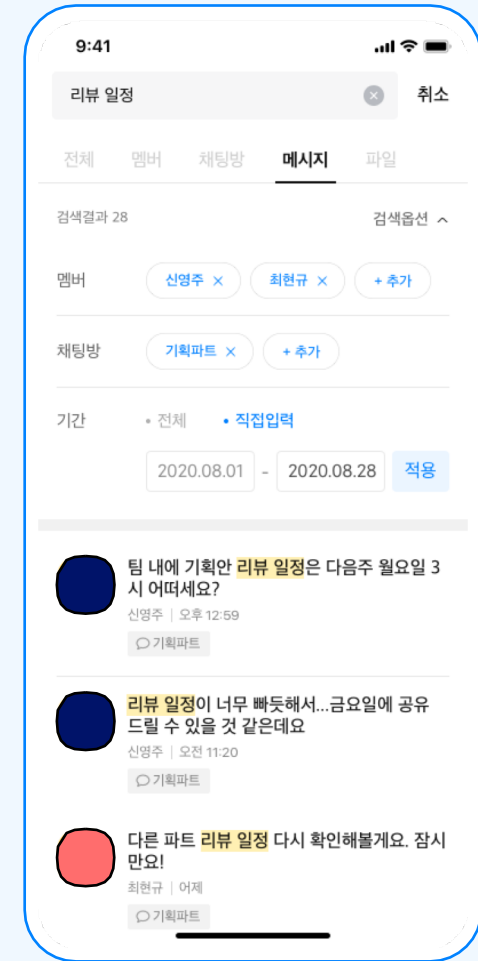 9:41
리뷰 일정 취소
전체 멤버 채팅방 메시지 파일
검색결과 28 검색옵션
멤버 신영주 × 최현규 × + 추가
채팅방 기획파트 × + 추가
기간 • 전체 • 직접입력
2020.08.01 - 2020.08.28 적용
팀 내에 기획안 리뷰 일정은 다음주 월요일 3
시 어떠세요?
신영주 | 오후 12:59
기획파트
리뷰 일정이 너무 빠듯해서...금요일에 공유
드릴 수 있을 것 같은데요
신영주 | 오전 11:20
기획파트
다른 파트 리뷰 일정 다시 확인해볼게요. 잠시
만요!
최현규 | 어제
기획파트